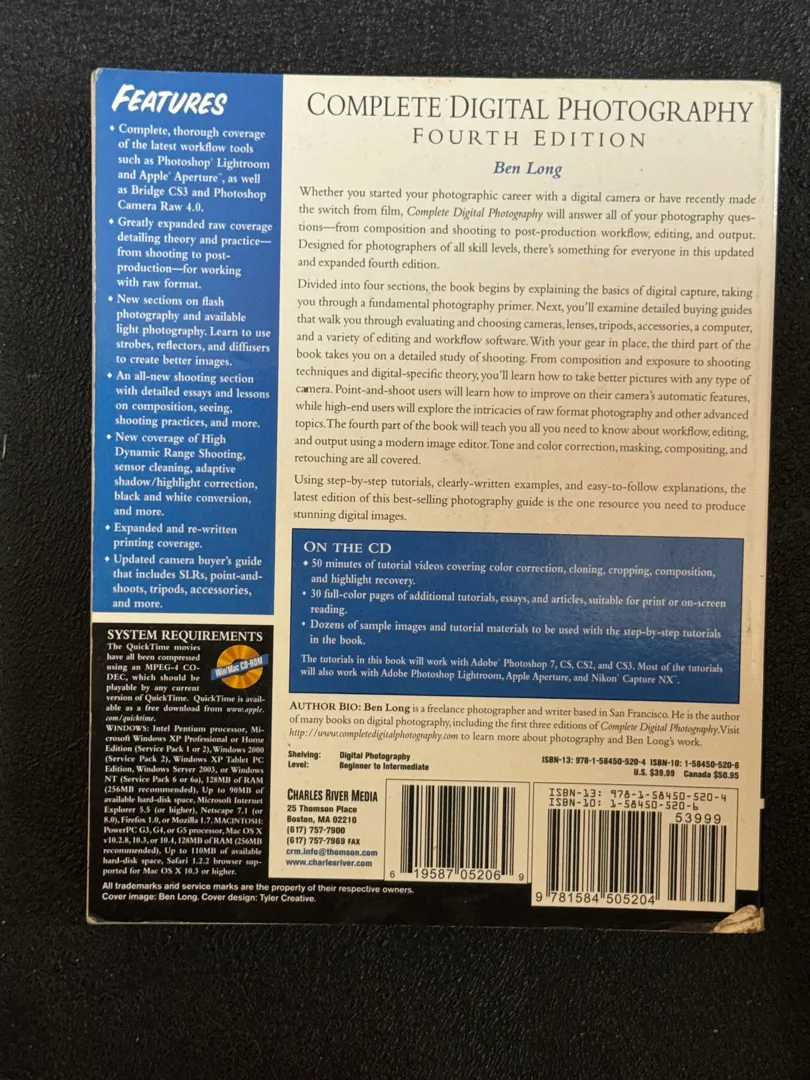 FEATURES
♦ Complete, thorough coverage
of the latest workflow tools
such as Photoshop® Lightroom
and Apple® Aperture™, as well
as Bridge CS3 and Photoshop
Camera Raw 4.0.
♦ Greatly expanded raw coverage
detailing theory and practice—
from shooting to post-
production—for working
with raw format.
♦ New sections on flash
photography and available
light photography. Learn to use
strobes, reflectors, and diffusers
to create better images.
♦ An all-new shooting section
with detailed essays and lessons
on composition, seeing,
shooting practices, and more.
♦ New coverage of High
Dynamic Range Shooting,
sensor cleaning, adaptive
shadow/highlight correction,
black and white conversion,
and more.
♦ Expanded and re-written
printing coverage.
♦ Updated camera buyer's guide
that includes SLRs, point-and-
shoots, tripods, accessories,
and more.
SYSTEM REQUIREMENTS
The QuickTime movies
have all been compressed
using an MPEG-4 CO-
DEC, which should be
playable by any current
version of QuickTime. QuickTime is avail-
able as a free download from www.apple.
com/quicktime.
WINDOWS: Intel Pentium processor, Mi-
crosoft Windows XP Professional or Home
Edition (Service Pack 1 or 2), Windows 2000
(Service Pack 2), Windows XP Tablet PC
Edition, Windows Server 2003, or Windows
NT (Service Pack 6 or 6a), 128MB of RAM
(256MB recommended), Up to 90MB of
available hard-disk space, Microsoft Internet
Explorer 5.5 (or higher), Netscape 7.1 (or
8.0), Firefox 1.0, or Mozilla 1.7. MACINTOSH:
PowerPC G3, G4, or G5 processor, Mac OS X
v10.2.8, 10.3, or 10.4, 128MB of RAM (256MB
recommended), Up to 110MB of available
hard-disk space, Safari 1.2.2 browser sup-
ported for Mac OS X 10.3 or higher.
Win/Mac CD-ROM
COMPLETE DIGITAL PHOTOGRAPHY
FOURTH EDITION
Ben Long
Whether you started your photographic career with a digital camera or have recently made
the switch from film, Complete Digital Photography will answer all of your photography ques-
tions—from composition and shooting to post-production workflow, editing, and output.
Designed for photographers of all skill levels, there's something for everyone in this updated
and expanded fourth edition.
Divided into four sections, the book begins by explaining the basics of digital capture, taking
you through a fundamental photography primer. Next, you'll examine detailed buying guides
that walk you through evaluating and choosing cameras, lenses, tripods, accessories, a computer,
and a variety of editing and workflow software. With your gear in place, the third part of the
book takes you on a detailed study of shooting. From composition and exposure to shooting
techniques and digital-specific theory, you'll learn how to take better pictures with any type of
camera. Point-and-shoot users will learn how to improve on their camera's automatic features,
while high-end users will explore the intricacies of raw format photography and other advanced
topics. The fourth part of the book will teach you all you need to know about workflow, editing,
and output using a modern image editor. Tone and color correction, masking, compositing, and
retouching are all covered.
Using step-by-step tutorials, clearly-written examples, and easy-to-follow explanations, the
latest edition of this best-selling photography guide is the one resource you need to produce
stunning digital images.
ON THE CD
♦ 50 minutes of tutorial videos covering color correction, cloning, cropping, composition,
and highlight recovery.
♦ 30 full-color pages of additional tutorials, essays, and articles, suitable for print or on-screen
reading.
♦ Dozens of sample images and tutorial materials to be used with the step-by-step tutorials
in the book.
The tutorials in this book will work with Adobe® Photoshop 7, CS, CS2, and CS3. Most of the tutorials
will also work with Adobe Photoshop Lightroom, Apple Aperture, and Nikon® Capture NX™.
AUTHOR BIO: Ben Long is a freelance photographer and writer based in San Francisco. He is the author
of many books on digital photography, including the first three editions of Complete Digital Photography. Visit
http://www.completedigitalphotography.com to learn more about photography and Ben Long's work.
Shelving: Digital Photography
Level: Beginner to Intermediate
ISBN-13: 978-1-58450-520-4 ISBN-10: 1-58450-520-6
U.S. $39.99 Canada $50.95
CHARLES RIVER MEDIA
25 Thomson Place
Boston, MA 02210
(617) 757-7900
(617) 757-7969 FAX
crm.info@thomson.com
www.charlesriver.com
6 19587 05206 9
ISBN-13: 978-1-58450-520-4
ISBN-10: 1-58450-520-6
53999
9 781584 505204
All trademarks and service marks are the property of their respective owners.
Cover image: Ben Long. Cover design: Tyler Creative.